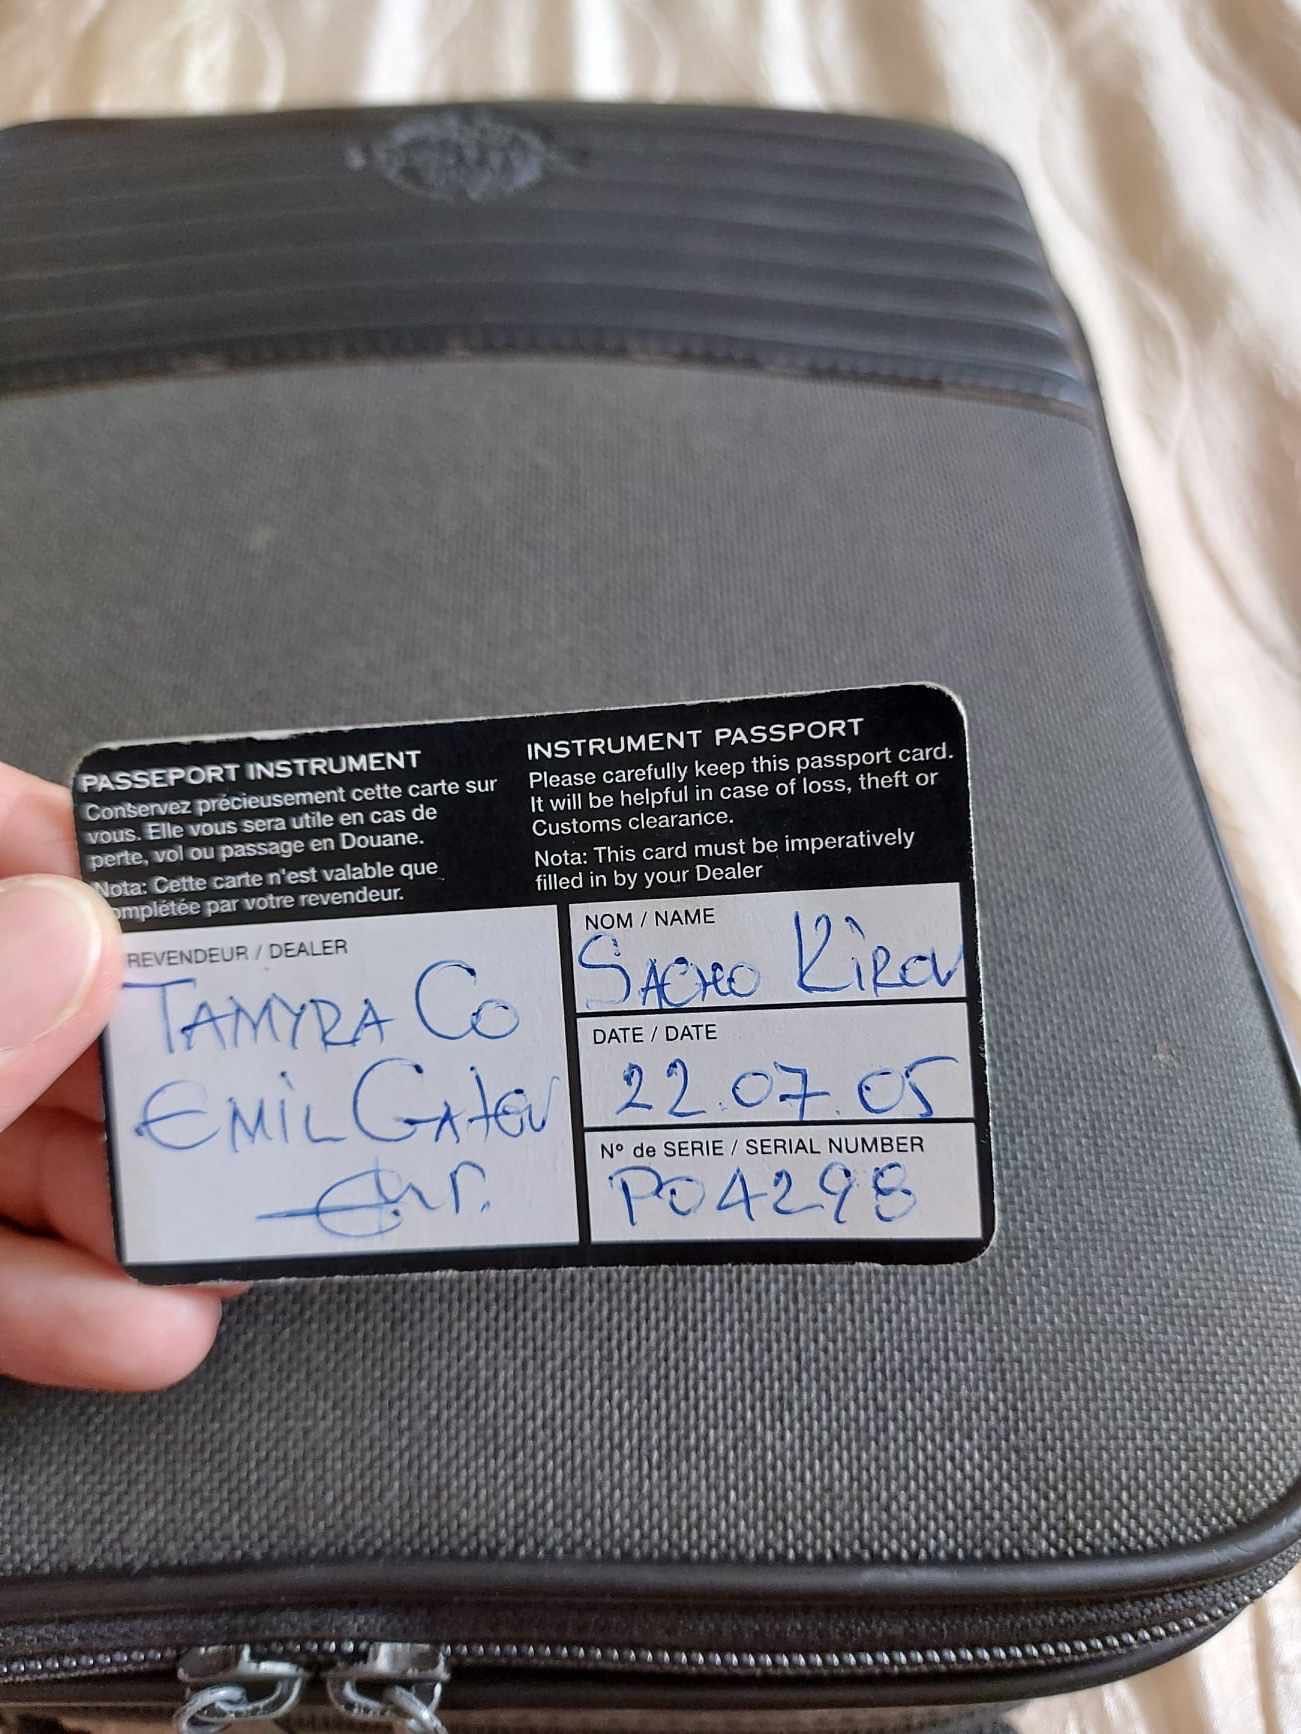 PASSEPORT INSTRUMENT
Conservez précieusement cette carte sur
vous. Elle vous sera utile en cas de
perte, vol ou passage en Douane.
Nota: Cette carte n'est valable que
complétée par votre revendeur.
INSTRUMENT PASSPORT
Please carefully keep this passport card.
It will be helpful in case of loss, theft or
Customs clearance.
Nota: This card must be imperatively
filled in by your Dealer
REVENDEUR / DEALER
TAMYRA CO
EMIL GATEV
NOM / NAME
SACHO KIROV
DATE / DATE
22.07.05
N° de SERIE / SERIAL NUMBER
P04298